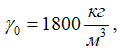 γ₀ = 1800 кг/м³,